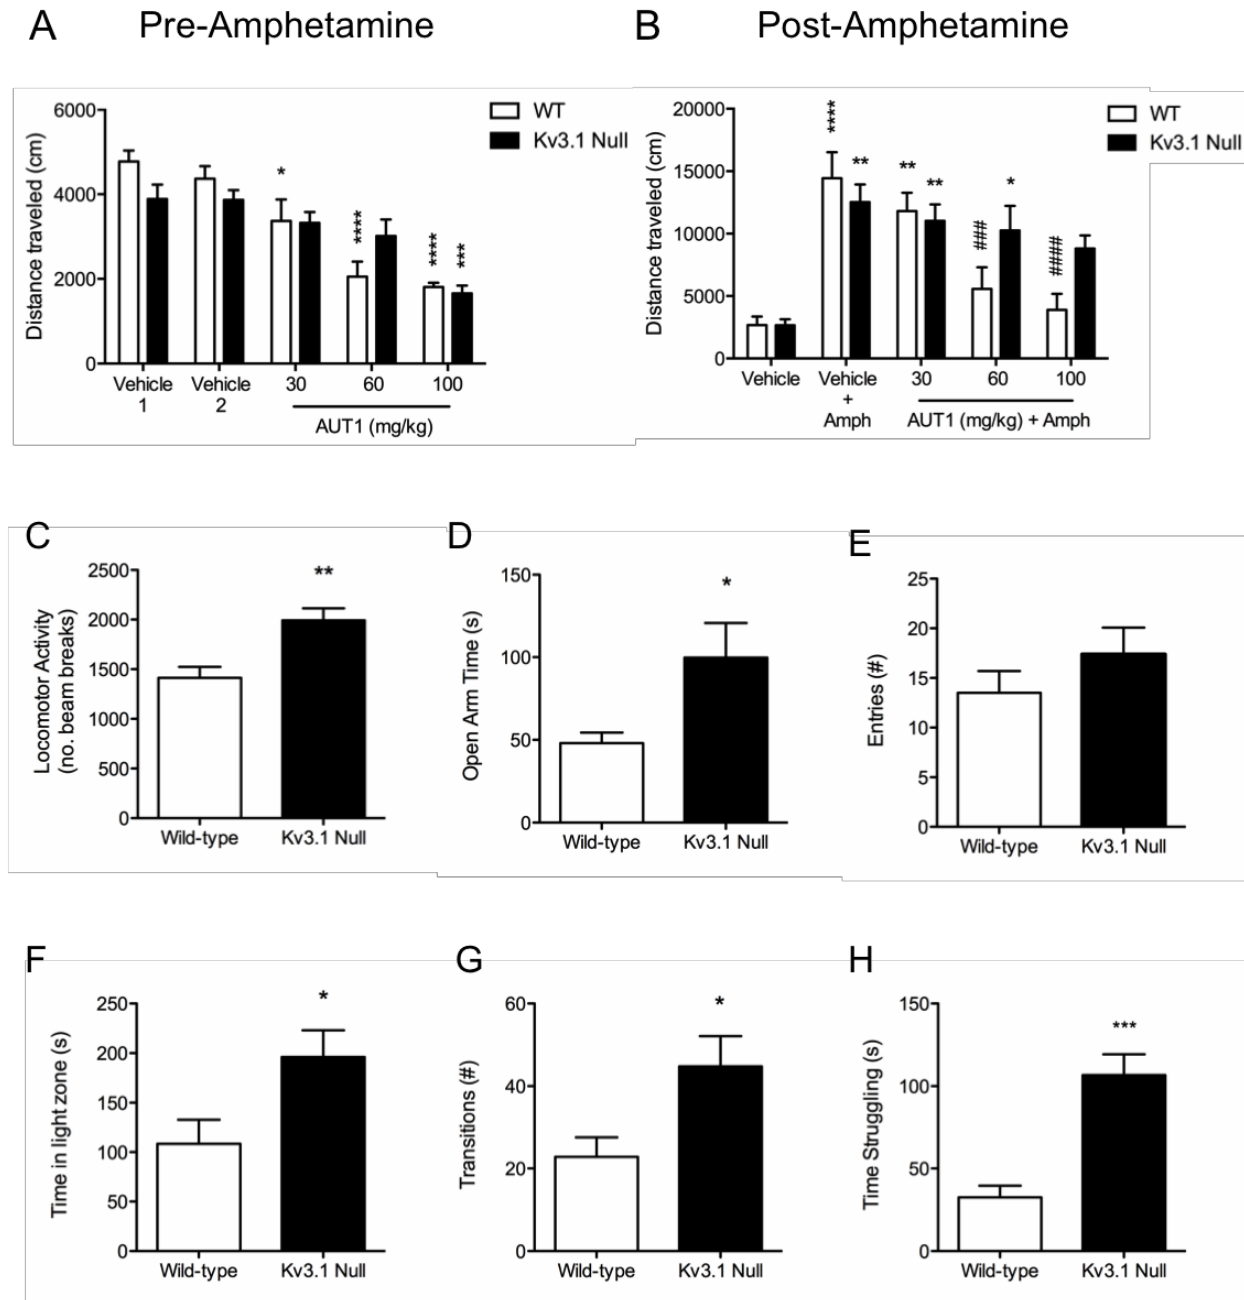 A Pre-Amphetamine
B Post-Amphetamine
Distance traveled (cm)
6000
4000
2000
0
*
****
****
***
WT
Kv3.1 Null
Vehicle
1
Vehicle
2
30
60
100
AUT1 (mg/kg)
Distance traveled (cm)
20000
15000
10000
5000
0
****
**
**
**
###
*
####
WT
Kv3.1 Null
Vehicle
Vehicle
+
Amph
30
60
100
AUT1 (mg/kg) + Amph
C
Locomotor Activity
(no. beam breaks)
2500
2000
1500
1000
500
0
**
Wild-type
Kv3.1 Null
D
Open Arm Time (s)
150
100
50
0
*
Wild-type
Kv3.1 Null
E
Entries (#)
25
20
15
10
5
0
Wild-type
Kv3.1 Null
F
Time in light zone (s)
250
200
150
100
50
0
*
Wild-type
Kv3.1 Null
G
Transitions (#)
60
40
20
0
*
Wild-type
Kv3.1 Null
H
Time Struggling (s)
150
100
50
0
***
Wild-type
Kv3.1 Null